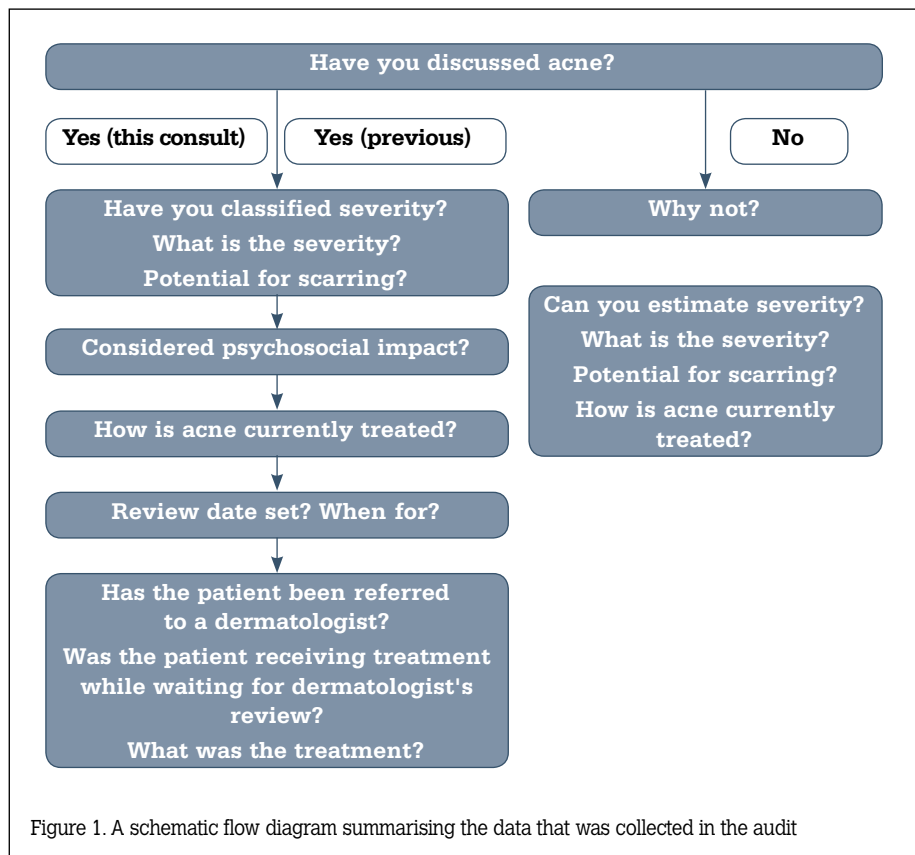 Have you discussed acne?
Yes (this consult)
Yes (previous)
No
Have you classified severity?
What is the severity?
Potential for scarring?
Considered psychosocial impact?
How is acne currently treated?
Review date set? When for?
Has the patient been referred
to a dermatologist?
Was the patient receiving treatment
while waiting for dermatologist's
review?
What was the treatment?
Why not?
Can you estimate severity?
What is the severity?
Potential for scarring?
How is acne currently
treated?
Figure 1. A schematic flow diagram summarising the data that was collected in the audit